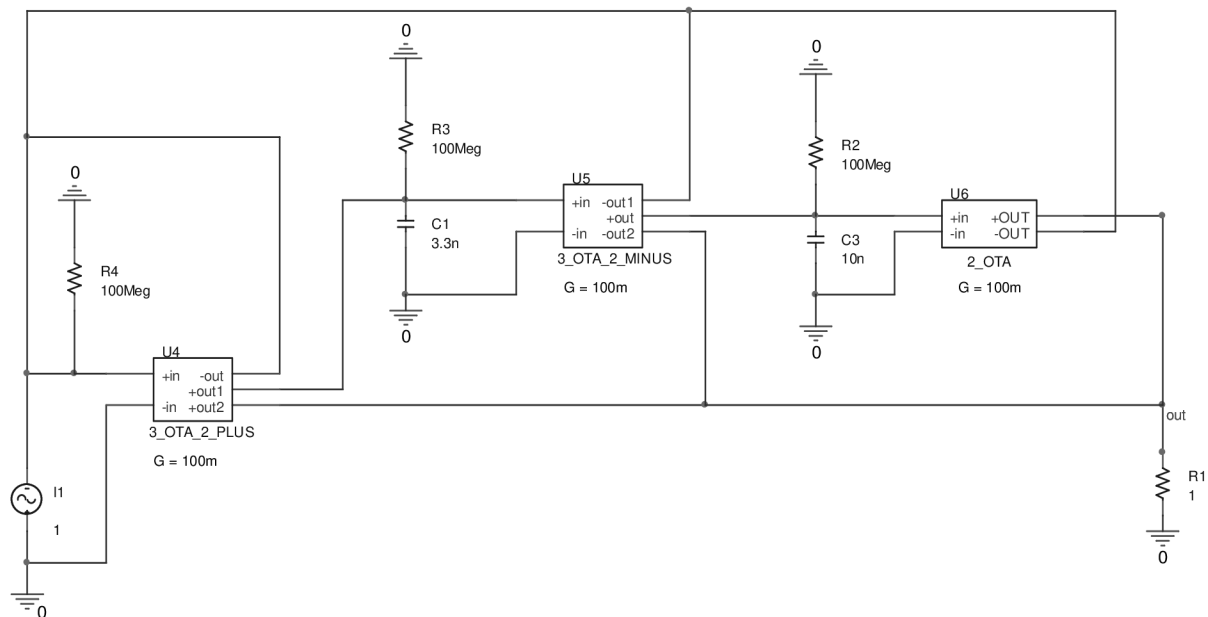 0
R3
100Meg
C1
3.3n
0
0
R2
100Meg
C3
10n
0
U5
+in -out1
+out
-in -out2
3_OTA_2_MINUS
G = 100m
U6
+in +OUT
-in -OUT
2_OTA
G = 100m
0
R4
100Meg
U4
+in -out
+out1
-in +out2
3_OTA_2_PLUS
G = 100m
I1
1
0
out
R1
1
0